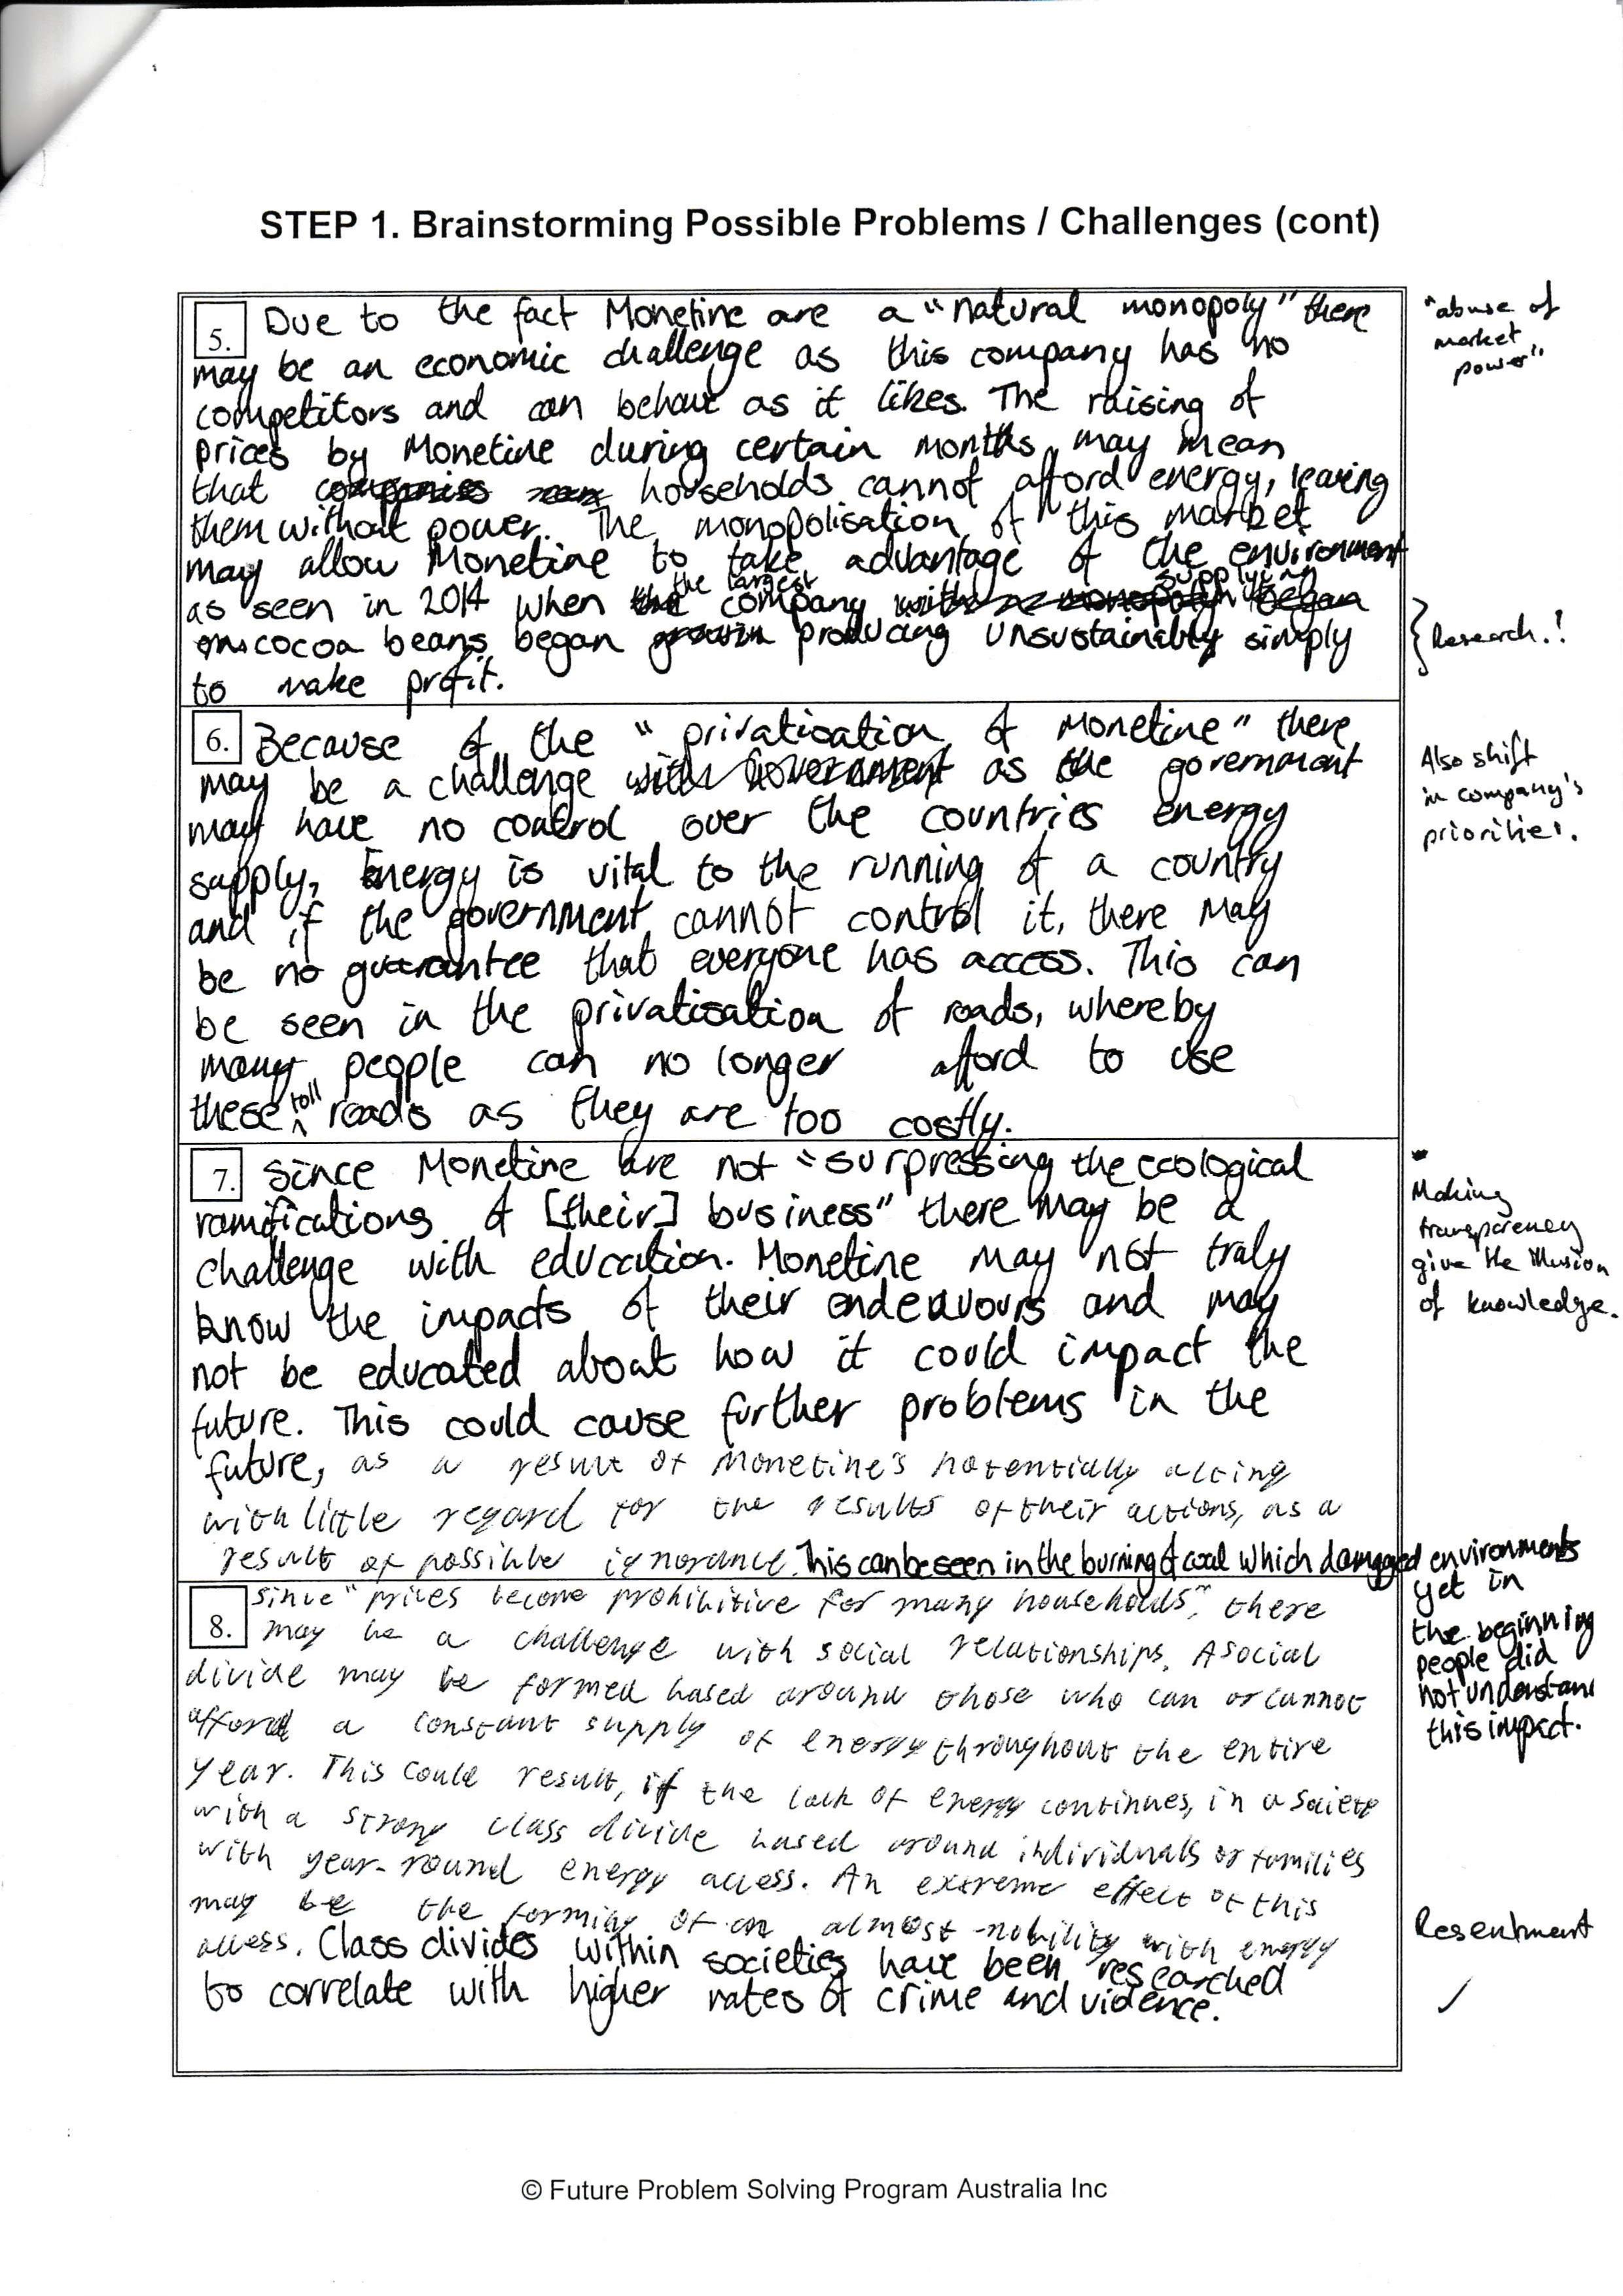 STEP 1. Brainstorming Possible Problems / Challenges (cont)
5. Due to the fact Monetine are a "natural monopoly" there
may be an economic challenge as this company has no
competitors and can behave as it likes. The raising of
prices by Monetine during certain months may mean
that households cannot afford energy, leaving
them without power. The monopolisation of this market
may allow Monetine to take advantage of the environment
as seen in 2014 when the largest company supplying
cocoa beans began producing unsustainably simply
to make profit.
"abuse of
market
power"
} Research.!
6. Because of the "privatisation of Monetine" there
may be a challenge as the government
may have no control over the countries energy
supply. Energy is vital to the running of a country
and if the government cannot control it, there may
be no guarantee that everyone has access. This can
be seen in the privatisation of roads, whereby
many people can no longer afford to use
these toll roads as they are too costly.
Also shift
in company's
priorities.
7. Since Monetine are not "surpressing the ecological
ramifications of [their] business" there may be a
challenge with education. Monetine may not truly
know the impacts of their endeavours and may
not be educated about how it could impact the
future. This could cause further problems in the
future, as a result of Monetine's potentially acting
with little regard for the results of their actions, as a
result of possible ignorance. This can be seen in the burning of coal which damaged environments
yet in
the beginning
people did
not understand
this impact.
Making
transparency
give the illusion
of knowledge.
8. Since "prices become prohibitive for many households", there
may be a challenge with social relationships. A social
divide may be formed based around those who can or cannot
afford a constant supply of energy throughout the entire
year. This could result, if the lack of energy continues, in a society
with a strong class divide based around individuals or families
with year-round energy access. An extreme effect of this
may be the forming of an almost-nobility with energy
access. Class divides within societies have been researched
to correlate with higher rates of crime and violence.
Resentment
✓
© Future Problem Solving Program Australia Inc